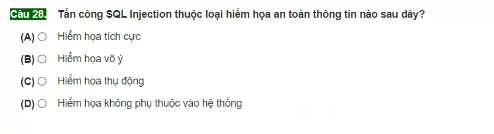 Câu 28. Tấn công SQL Injection thuộc loại hiểm họa an toàn thông tin nào sau đây?
(A) Hiểm họa tích cực
(B) Hiểm họa vô ý
(C) Hiểm họa thụ động
(D) Hiểm họa không phụ thuộc vào hệ thống